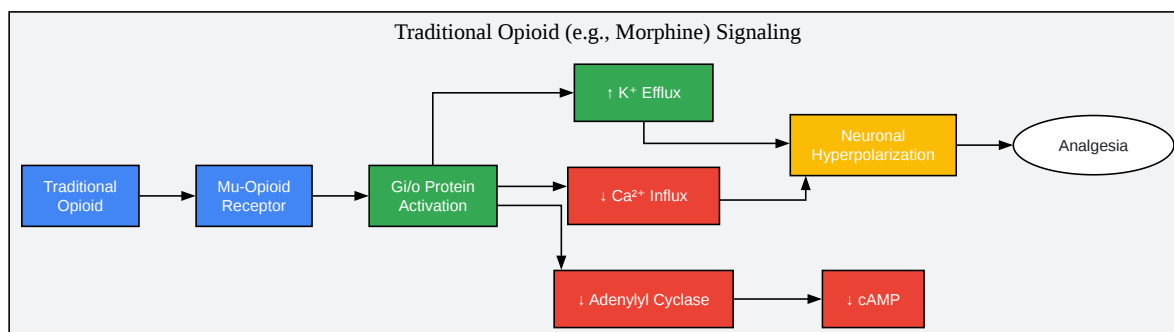 Traditional Opioid (e.g., Morphine) Signaling
↑ K⁺ Efflux
Neuronal
Hyperpolarization
Analgesia
Traditional
Opioid
Mu-Opioid
Receptor
Gi/o Protein
Activation
↓ Ca²⁺ Influx
↓ Adenylyl Cyclase
↓ cAMP